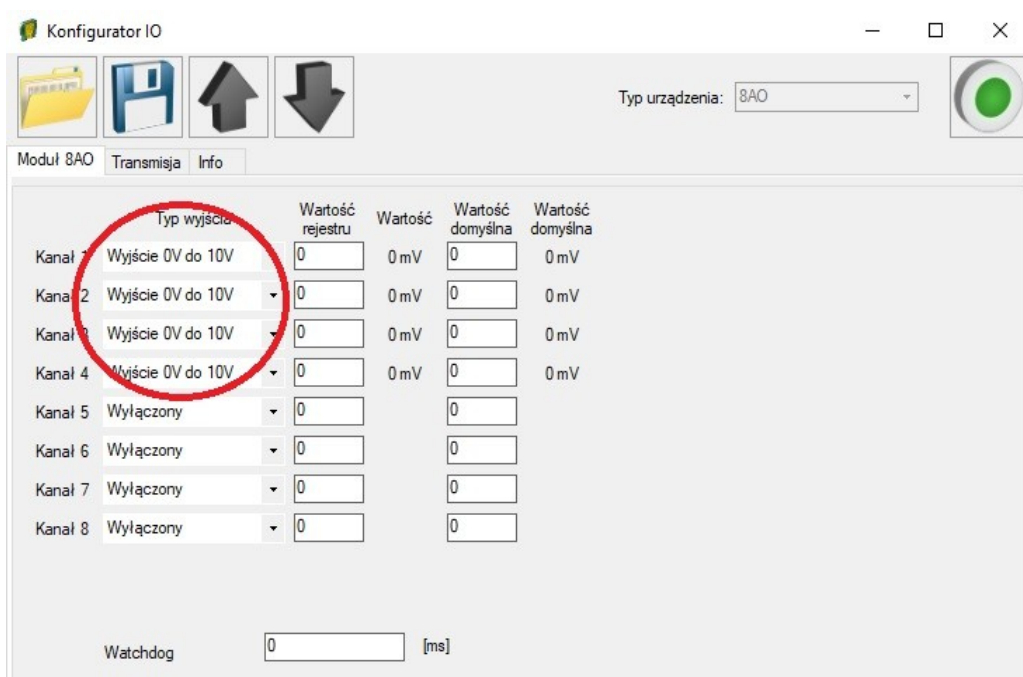 Konfigurator IO
Typ urządzenia: 8AO
Moduł 8AO Transmisja Info
Typ wyjścia Wartość rejestru Wartość Wartość domyślna Wartość domyślna
Kanał 1 Wyjście 0V do 10V 0 0 mV 0 0 mV
Kanał 2 Wyjście 0V do 10V 0 0 mV 0 0 mV
Kanał 3 Wyjście 0V do 10V 0 0 mV 0 0 mV
Kanał 4 Wyjście 0V do 10V 0 0 mV 0 0 mV
Kanał 5 Wyłączony 0 0
Kanał 6 Wyłączony 0 0
Kanał 7 Wyłączony 0 0
Kanał 8 Wyłączony 0 0
Watchdog 0 [ms]